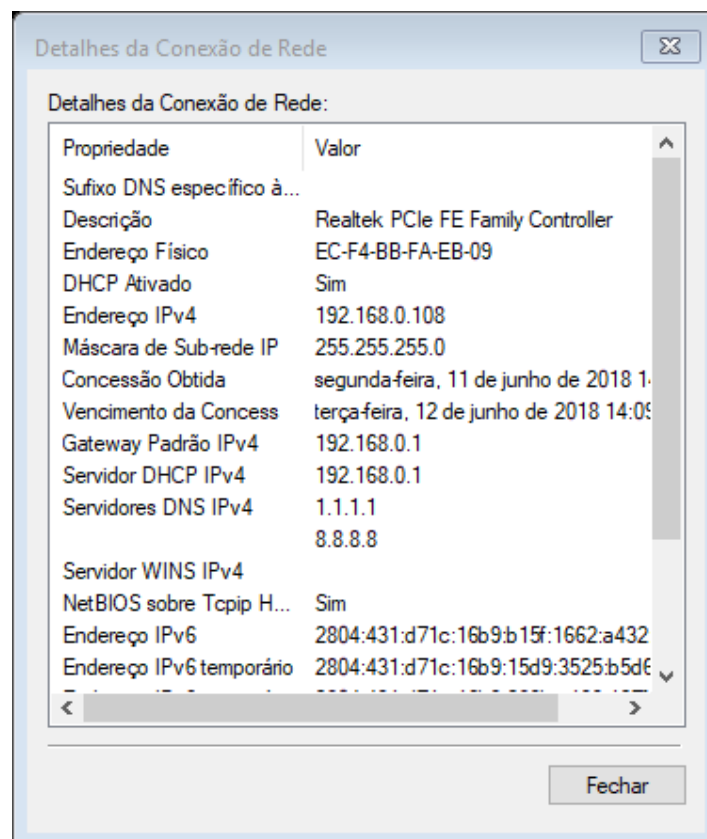 Detalhes da Conexão de Rede
Detalhes da Conexão de Rede:
Propriedade Valor
Sufixo DNS específico à...
Descrição Realtek PCIe FE Family Controller
Endereço Físico EC-F4-BB-FA-EB-09
DHCP Ativado Sim
Endereço IPv4 192.168.0.108
Máscara de Sub-rede IP 255.255.255.0
Concessão Obtida segunda-feira, 11 de junho de 2018 1
Vencimento da Concess terça-feira, 12 de junho de 2018 14:09
Gateway Padrão IPv4 192.168.0.1
Servidor DHCP IPv4 192.168.0.1
Servidores DNS IPv4 1.1.1.1
8.8.8.8
Servidor WINS IPv4
NetBIOS sobre Tcpip H... Sim
Endereço IPv6 2804:431:d71c:16b9:b15f:1662:a432
Endereço IPv6 temporário 2804:431:d71c:16b9:15d9:3525:b5d6
Fechar